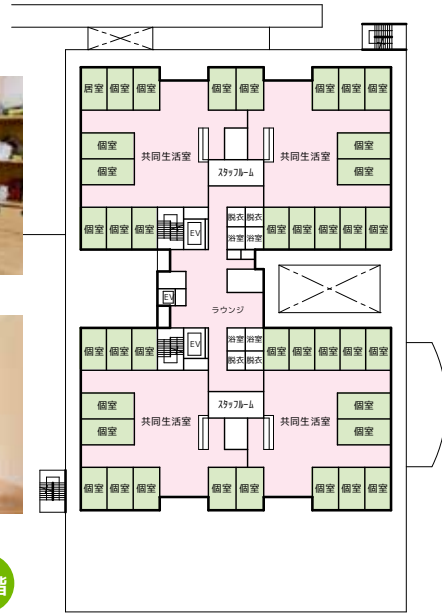 居室 個室 個室 個室 個室 個室 個室 個室
個室 個室
共同生活室 共同生活室
個室 個室
スタッフルーム
個室 個室 個室 脱衣 脱衣 個室 個室 個室 個室 個室
EV 浴室 浴室
EV
ラウンジ
個室 個室 個室 EV 浴室 浴室 個室 個室 個室 個室 個室
脱衣 脱衣
個室 スタッフルーム 個室
共同生活室 共同生活室
個室 個室
個室 個室 個室 個室 個室 個室 個室 個室
階